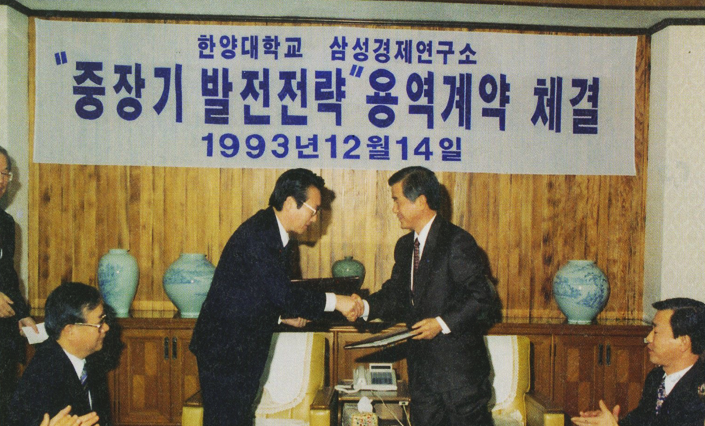 한양대학교 삼성경제연구소
"중장기 발전전략"용역계약 체결
1993년12월14일